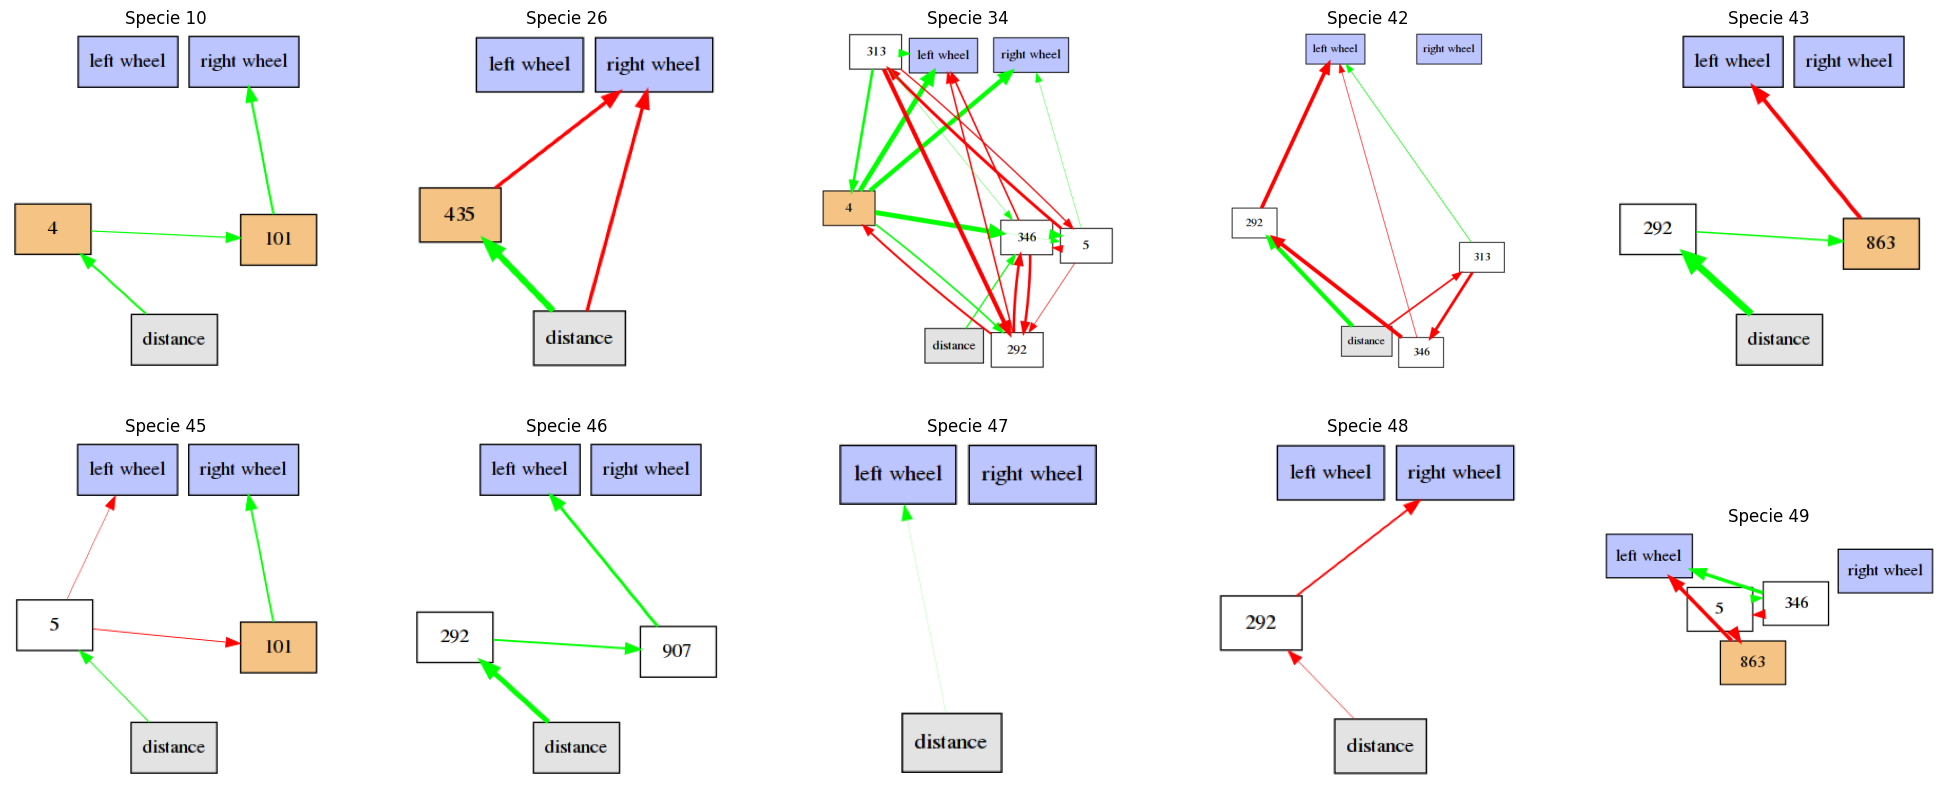 Specie 10
left wheel
right wheel
4
101
distance
Specie 26
left wheel
right wheel
435
distance
Specie 34
313
left wheel
right wheel
4
346
5
distance
292
Specie 42
left wheel
right wheel
292
313
distance
346
Specie 43
left wheel
right wheel
292
863
distance
Specie 45
left wheel
right wheel
5
101
distance
Specie 46
left wheel
right wheel
292
907
distance
Specie 47
left wheel
right wheel
distance
Specie 48
left wheel
right wheel
292
distance
Specie 49
left wheel
right wheel
5
346
863